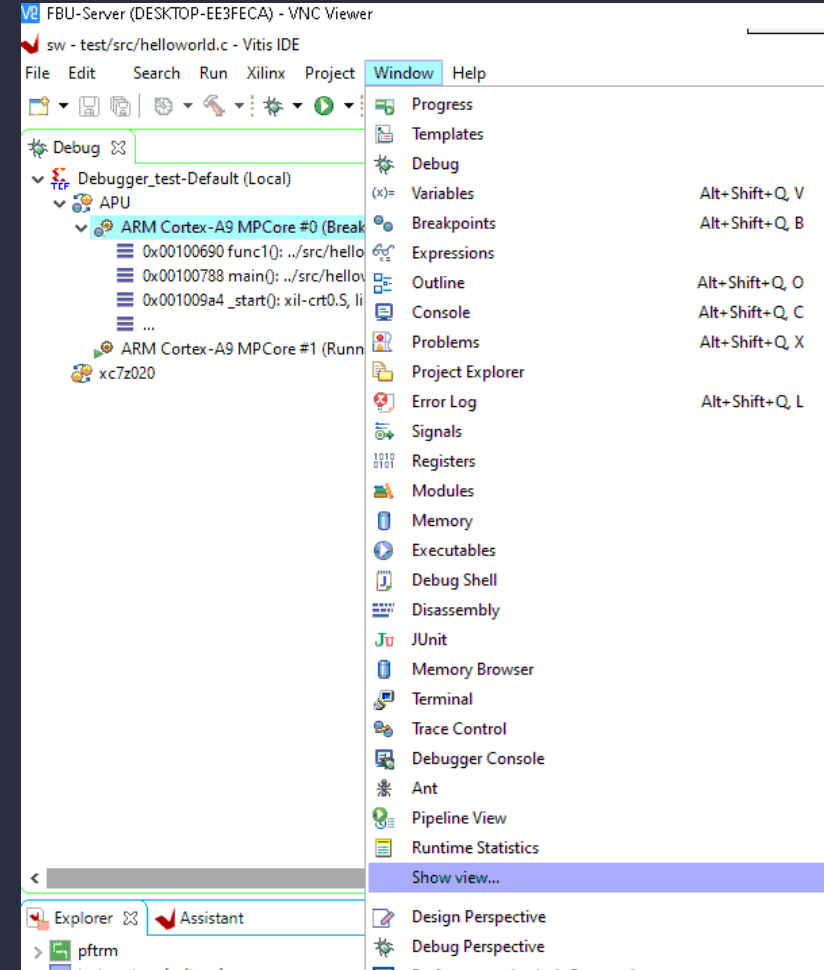 FBU-Server (DESKTOP-EE3FECA) - VNC Viewer
sw - test/src/helloworld.c - Vitis IDE
File Edit Search Run Xilinx Project Window Help
Debug
Debugger_test-Default (Local)
APU
ARM Cortex-A9 MPCore #0 (Break
0x00100690 func1(): ../src/hello
0x00100788 main(): ../src/hellow
0x001009a4 _start(): xil-crt0.S, li
...
ARM Cortex-A9 MPCore #1 (Runn
xc7z020
Progress
Templates
Debug
Variables Alt+Shift+Q, V
Breakpoints Alt+Shift+Q, B
Expressions
Outline Alt+Shift+Q, O
Console Alt+Shift+Q, C
Problems Alt+Shift+Q, X
Project Explorer
Error Log Alt+Shift+Q, L
Signals
Registers
Modules
Memory
Executables
Debug Shell
Disassembly
JUnit
Memory Browser
Terminal
Trace Control
Debugger Console
Ant
Pipeline View
Runtime Statistics
Show view...
Design Perspective
Debug Perspective
Explorer Assistant
pftrm